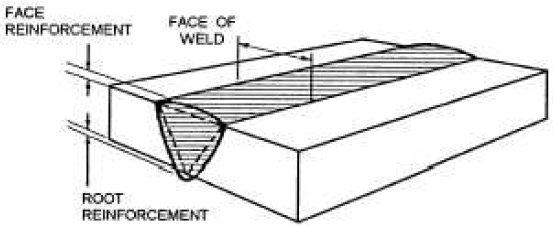 FACE
REINFORCEMENT
FACE OF
WELD
ROOT
REINFORCEMENT